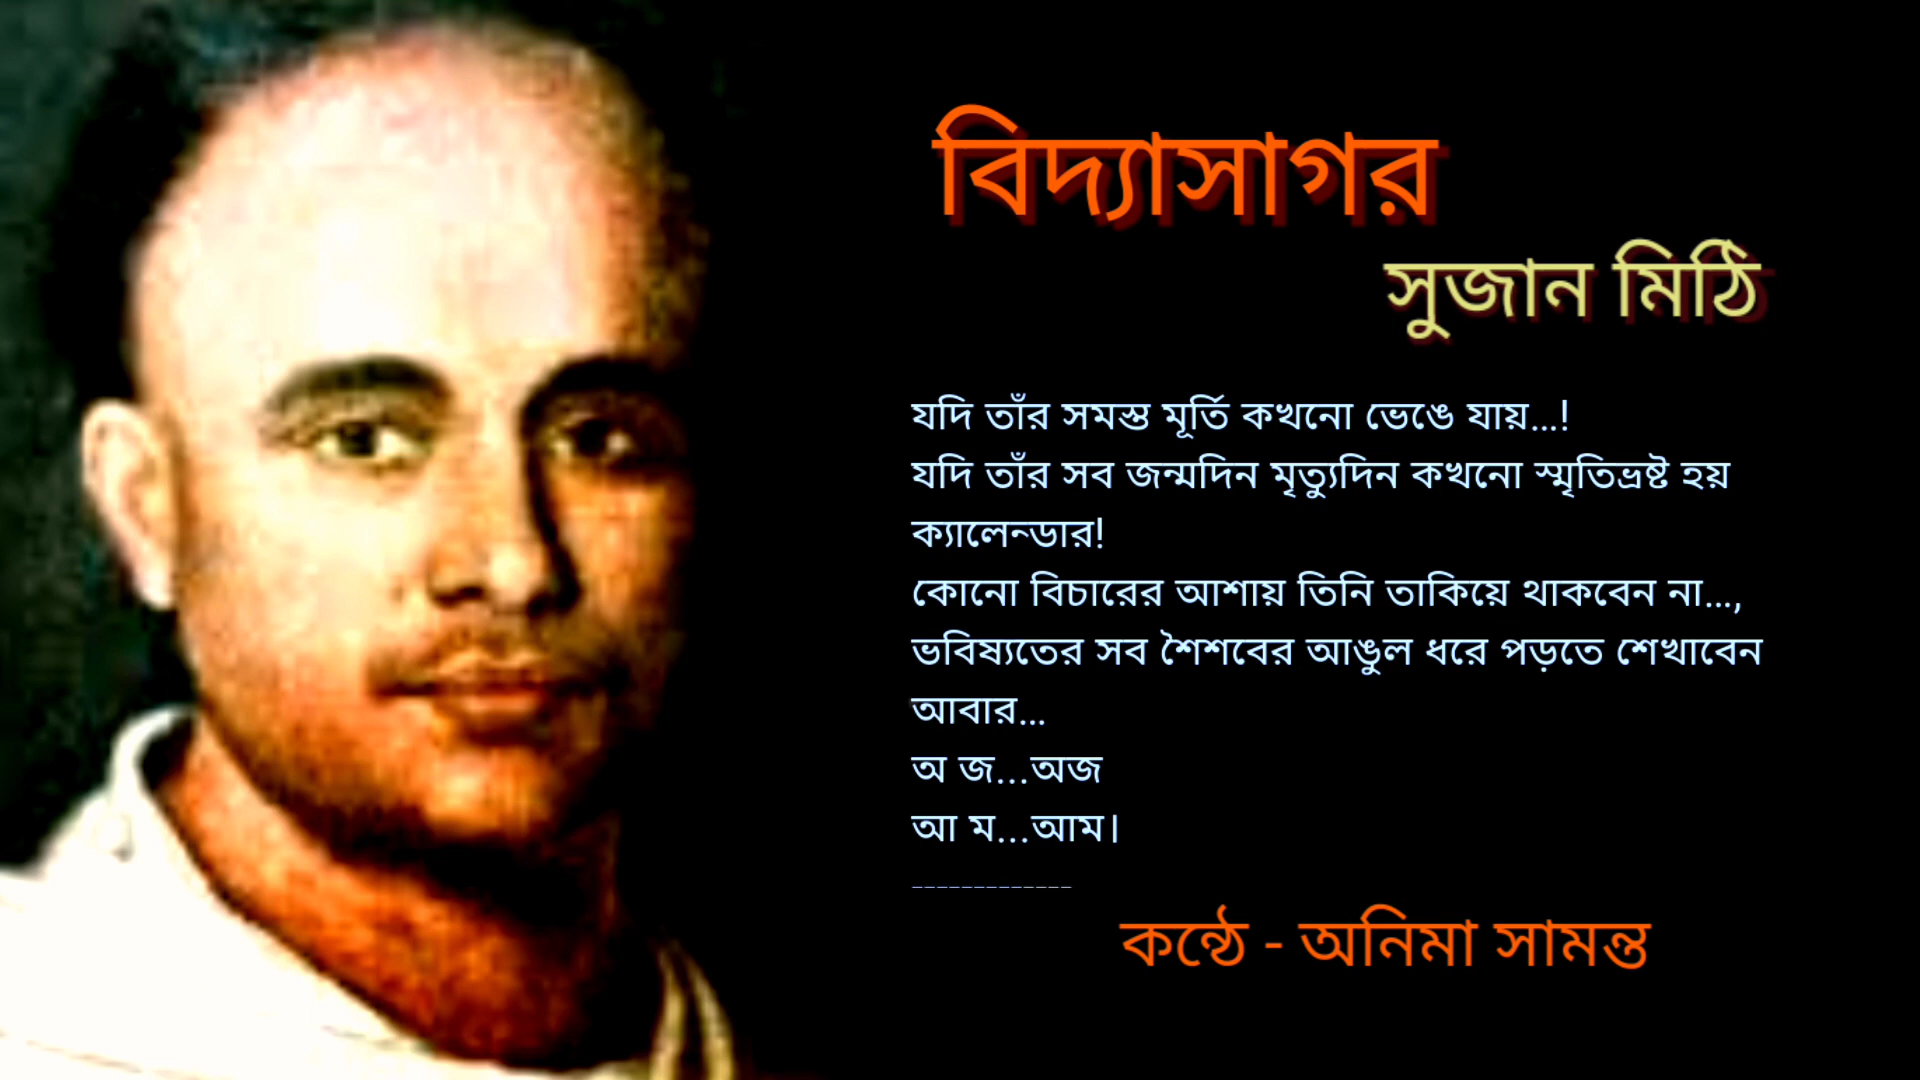 বিদ্যাসাগর
সুজান মিঠি
যদি তাঁর সমস্ত মূর্তি কখনো ভেঙে যায়...!
যদি তাঁর সব জন্মদিন মৃত্যুদিন কখনো স্মৃতিভ্রষ্ট হয়
ক্যালেন্ডার!
কোনো বিচারের আশায় তিনি তাকিয়ে থাকবেন না...,
ভবিষ্যতের সব শৈশবের আঙুল ধরে পড়তে শেখাবেন
আবার...
অ জ...অজ
আ ম...আম।
-------------
কন্ঠে - অনিমা সামন্ত